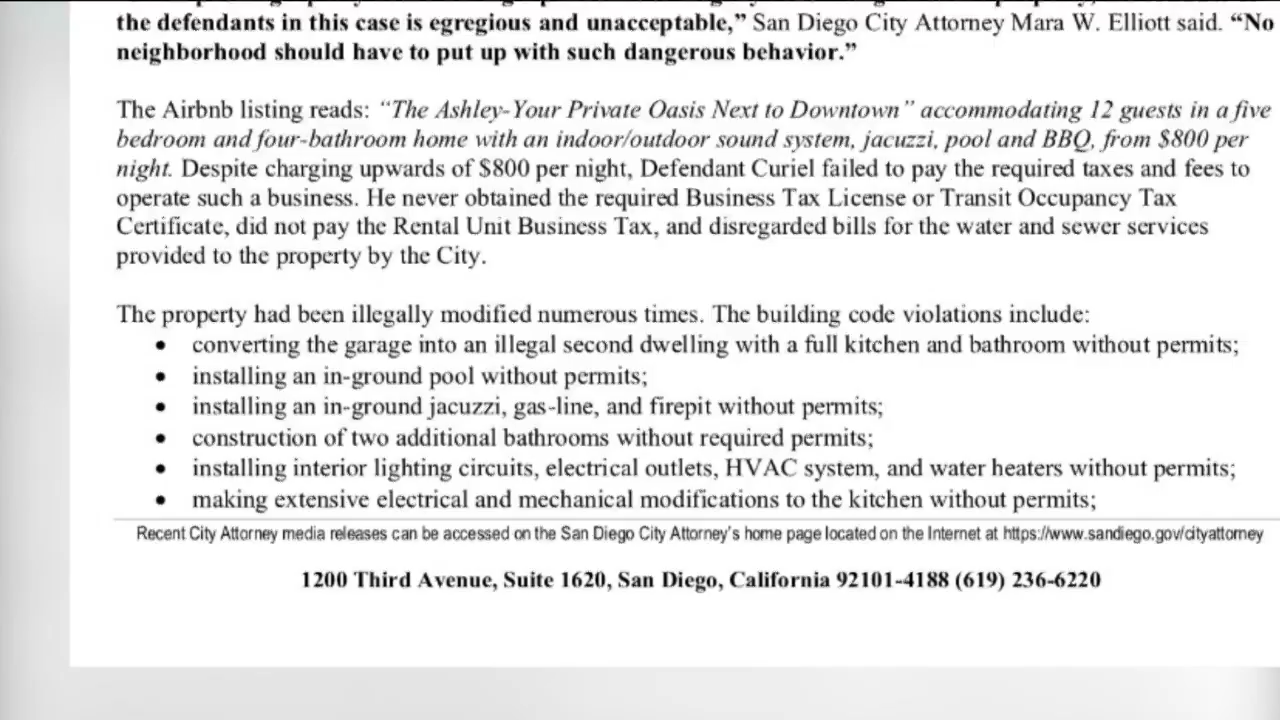 the defendants in this case is egregious and unacceptable,” San Diego City Attorney Mara W. Elliott said. “No
neighborhood should have to put up with such dangerous behavior.”
The Airbnb listing reads: “The Ashley-Your Private Oasis Next to Downtown” accommodating 12 guests in a five
bedroom and four-bathroom home with an indoor/outdoor sound system, jacuzzi, pool and BBQ, from $800 per
night. Despite charging upwards of $800 per night, Defendant Curiel failed to pay the required taxes and fees to
operate such a business. He never obtained the required Business Tax License or Transit Occupancy Tax
Certificate, did not pay the Rental Unit Business Tax, and disregarded bills for the water and sewer services
provided to the property by the City.
The property had been illegally modified numerous times. The building code violations include:
• converting the garage into an illegal second dwelling with a full kitchen and bathroom without permits;
• installing an in-ground pool without permits;
• installing an in-ground jacuzzi, gas-line, and firepit without permits;
• construction of two additional bathrooms without required permits;
• installing interior lighting circuits, electrical outlets, HVAC system, and water heaters without permits;
• making extensive electrical and mechanical modifications to the kitchen without permits;
Recent City Attorney media releases can be accessed on the San Diego City Attorney's home page located on the Internet at https://www.sandiego.gov/cityattorney
1200 Third Avenue, Suite 1620, San Diego, California 92101-4188 (619) 236-6220